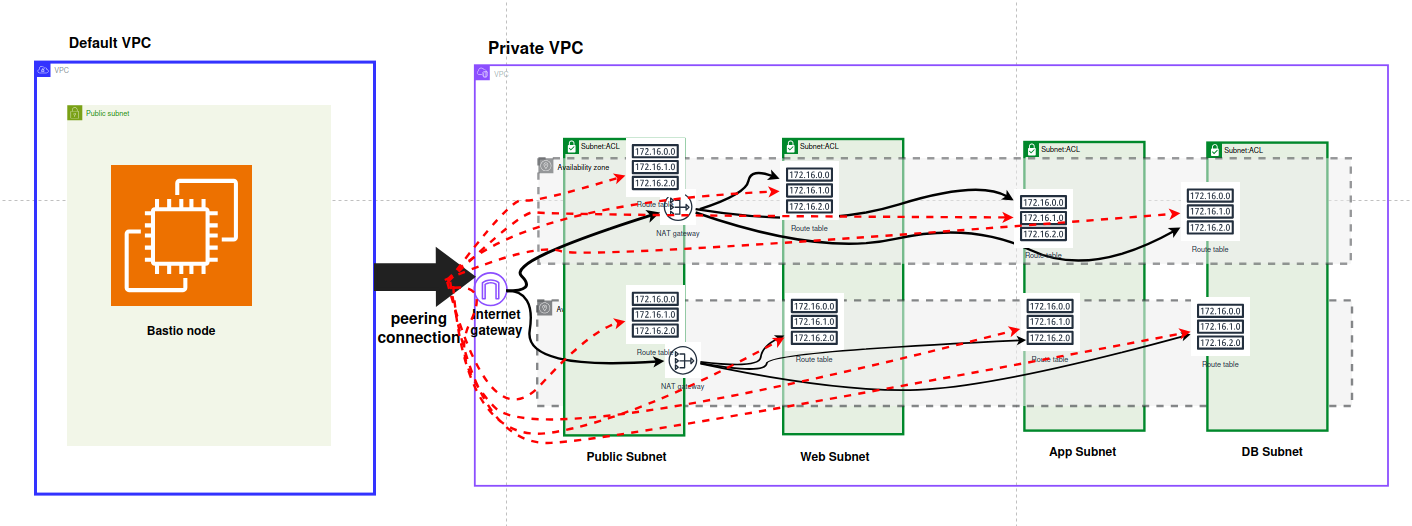 Default VPC
VPC
Public subnet
Bastio node
peering
connection
Private VPC
VPC
Internet
gateway
Availability zone
Subnet:ACL
172.16.0.0
172.16.1.0
172.16.2.0
Route table
NAT gateway
Subnet:ACL
172.16.0.0
172.16.1.0
172.16.2.0
Route table
Subnet:ACL
172.16.0.0
172.16.1.0
172.16.2.0
Route table
Subnet:ACL
172.16.0.0
172.16.1.0
172.16.2.0
Route table
Av
172.16.0.0
172.16.1.0
172.16.2.0
Route table
NAT gateway
172.16.0.0
172.16.1.0
172.16.2.0
Route table
172.16.0.0
172.16.1.0
172.16.2.0
Route table
172.16.0.0
172.16.1.0
172.16.2.0
Route table
Public Subnet
Web Subnet
App Subnet
DB Subnet